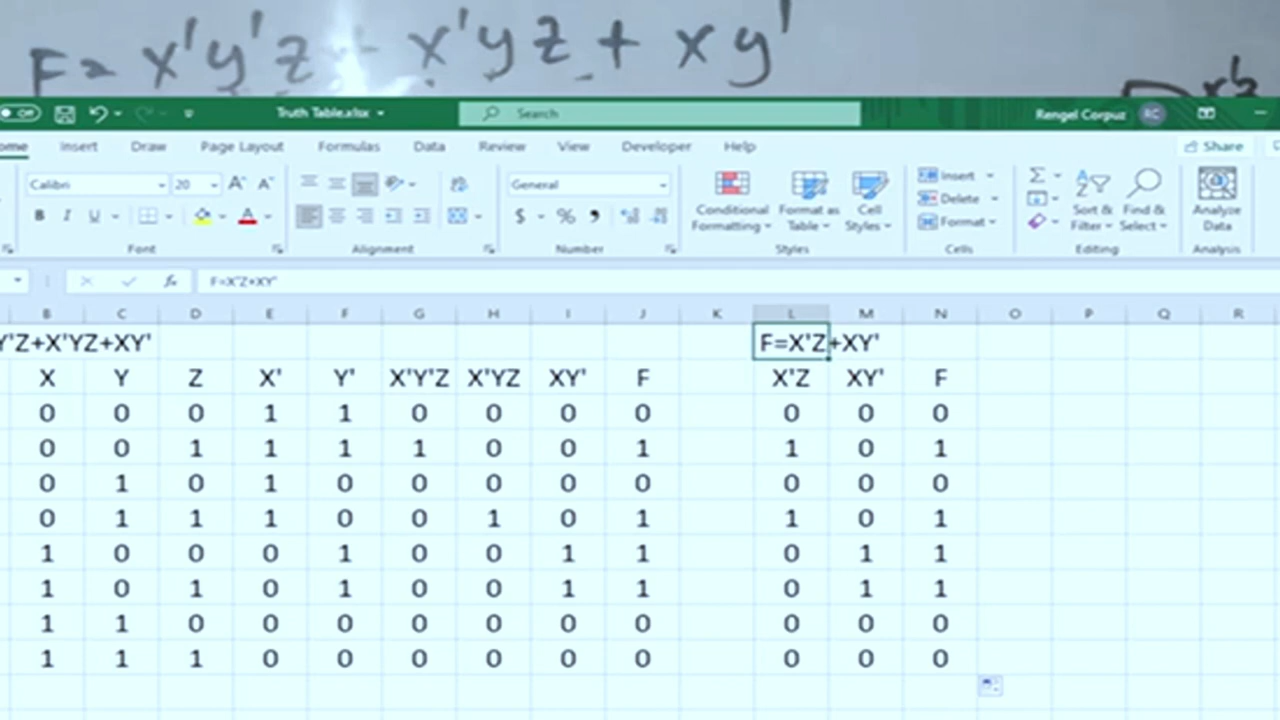 F = x'y'z + x'yz + xy'
Off Truth Table.xlsx Search Rengel Corpuz RC
ome Insert Draw Page Layout Formulas Data Review View Developer Help Share
Calibri 20 A A General Insert Delete Format
B I U $ % , Conditional Formatting Format as Table Cell Styles Sort & Filter Find & Select Analyze Data
Font Alignment Number Styles Cells Editing Analysis
fx F=X'Z+XY'
B C D E F G H I J K L M N O P Q R
Y'Z+X'YZ+XY' F=X'Z+XY'
X Y Z X' Y' X'Y'Z X'YZ XY' F X'Z XY' F
0 0 0 1 1 0 0 0 0 0 0 0
0 0 1 1 1 1 0 0 1 1 0 1
0 1 0 1 0 0 0 0 0 0 0 0
0 1 1 1 0 0 1 0 1 1 0 1
1 0 0 0 1 0 0 1 1 0 1 1
1 0 1 0 1 0 0 1 1 0 1 1
1 1 0 0 0 0 0 0 0 0 0 0
1 1 1 0 0 0 0 0 0 0 0 0